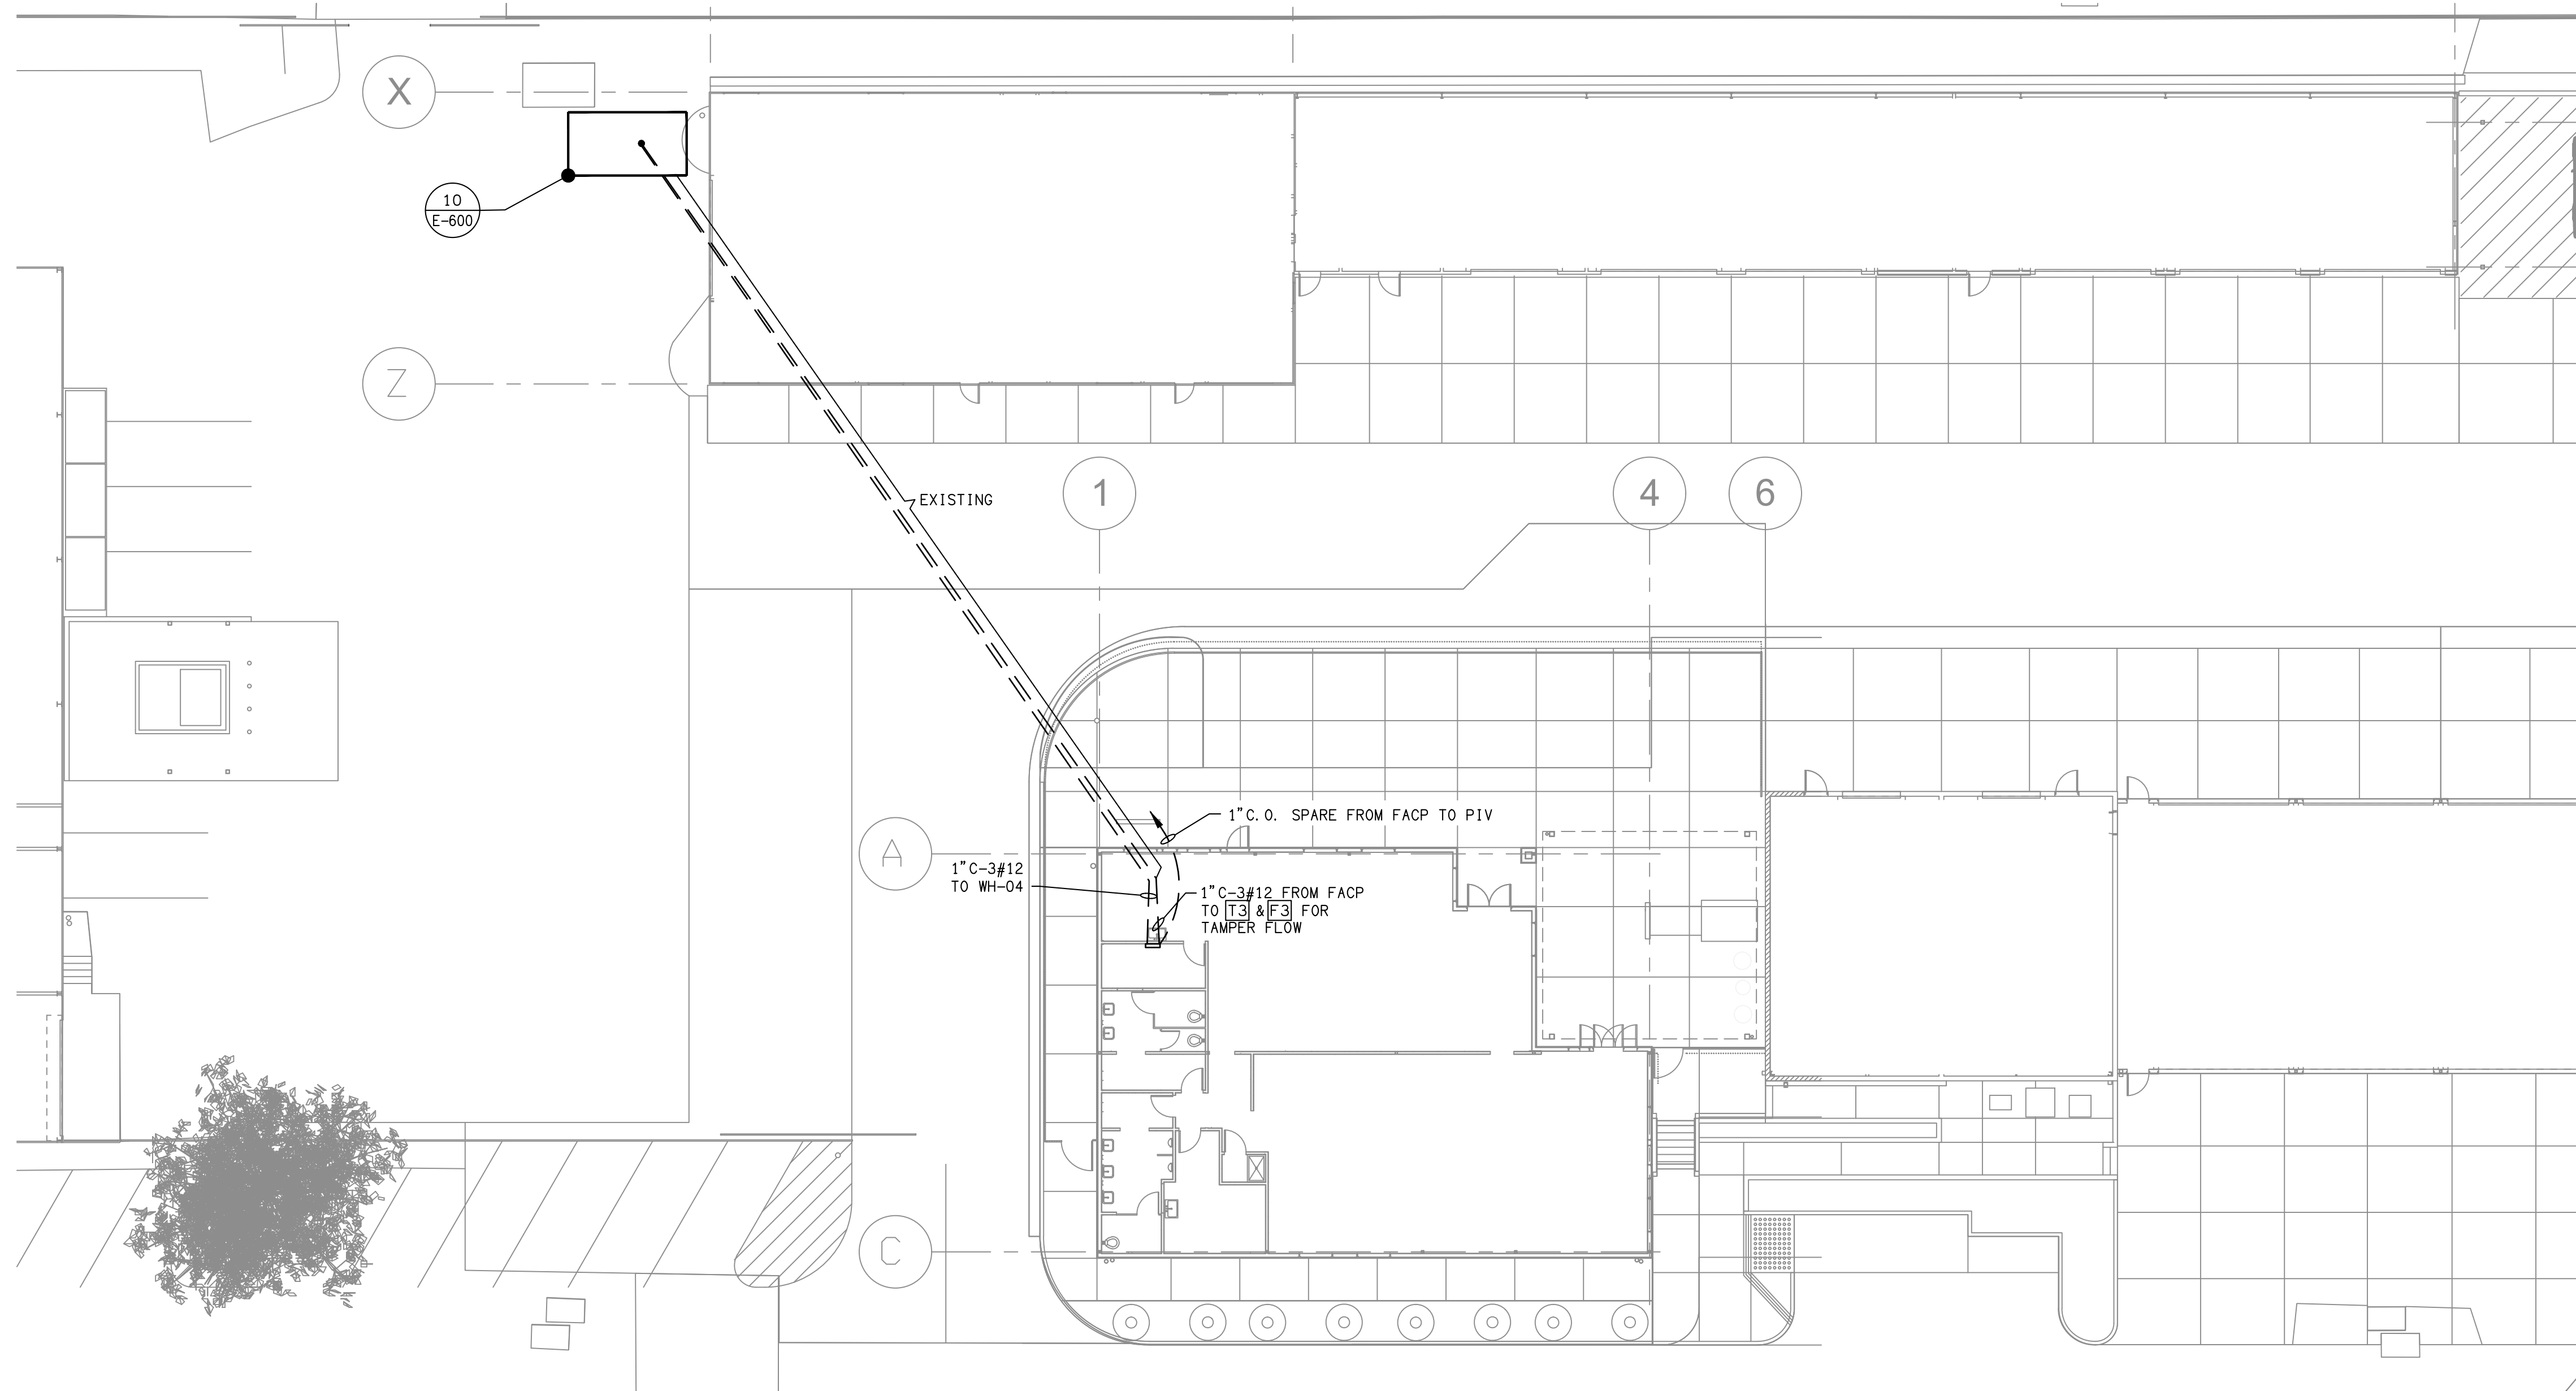 X
10
E-600
Z
1
4
6
EXISTING
1"C.O. SPARE FROM FACP TO PIV
A
1"C-3#12
TO WH-04
1"C-3#12 FROM FACP
TO T3 & F3 FOR
TAMPER FLOW
C